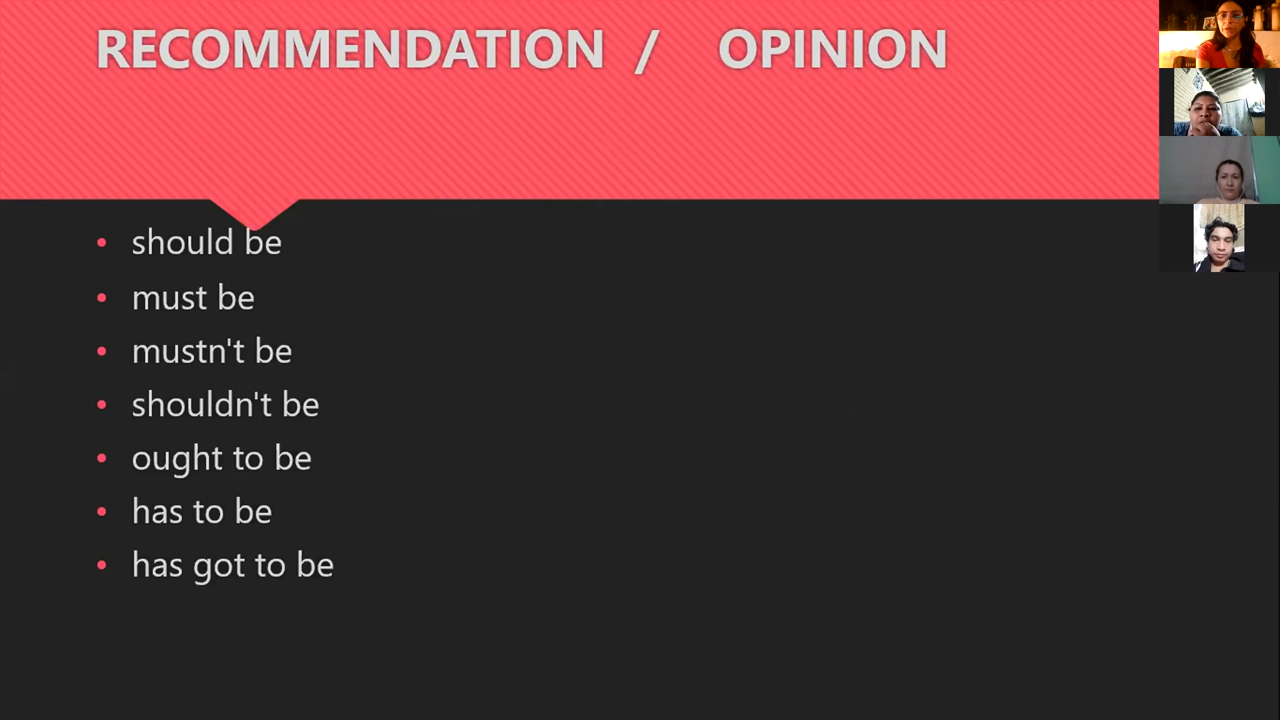 RECOMMENDATION / OPINION
• should be
• must be
• mustn't be
• shouldn't be
• ought to be
• has to be
• has got to be